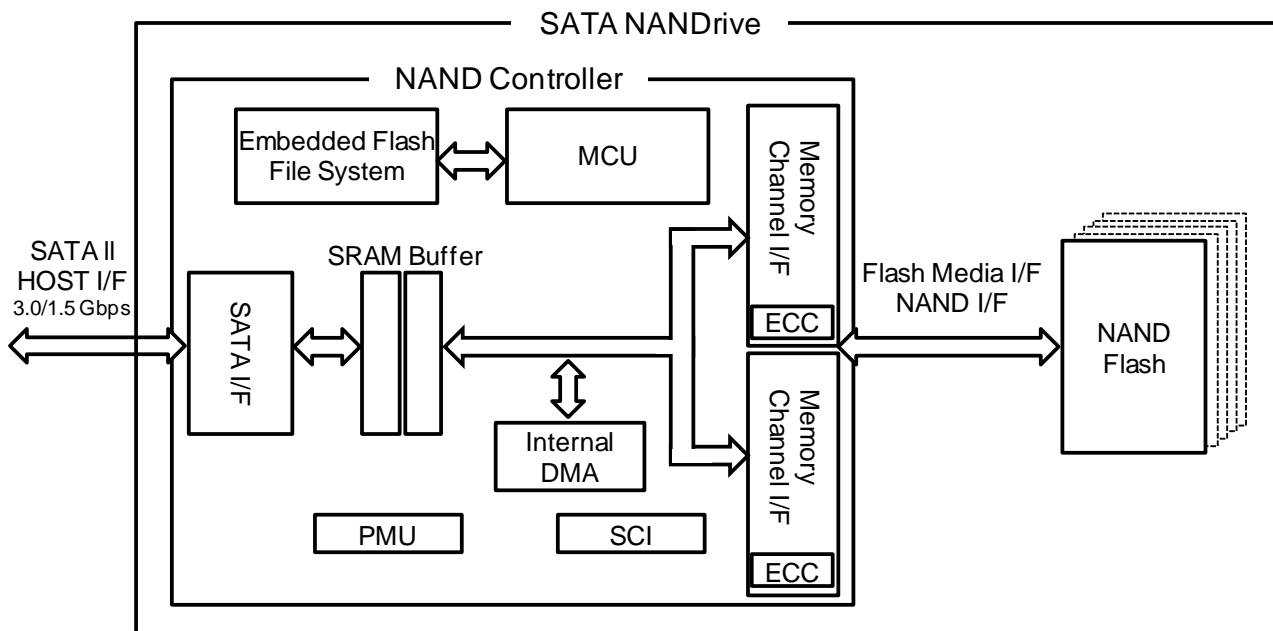 SATA NANDrive
NAND Controller
Embedded Flash
File System
MCU
Memory
Channel I/F
ECC
SATA II
HOST I/F
3.0/1.5 Gbps
SRAM Buffer
SATA I/F
Flash Media I/F
NAND I/F
NAND
Flash
Internal
DMA
Memory
Channel I/F
ECC
PMU
SCI